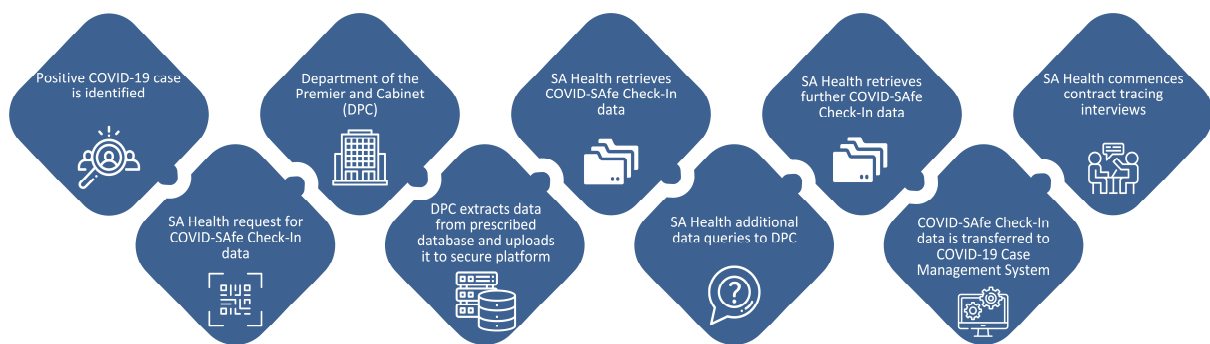 Positive COVID-19 case
is identified
SA Health request for
COVID-SAfe Check-In
data
Department of the
Premier and Cabinet
(DPC)
DPC extracts data
from prescribed
database and uploads
it to secure platform
SA Health retrieves
COVID-SAfe Check-In
data
SA Health additional
data queries to DPC
SA Health retrieves
further COVID-SAfe
Check-In data
COVID-SAfe Check-In
data is transferred to
COVID-19 Case
Management System
SA Health commences
contract tracing
interviews